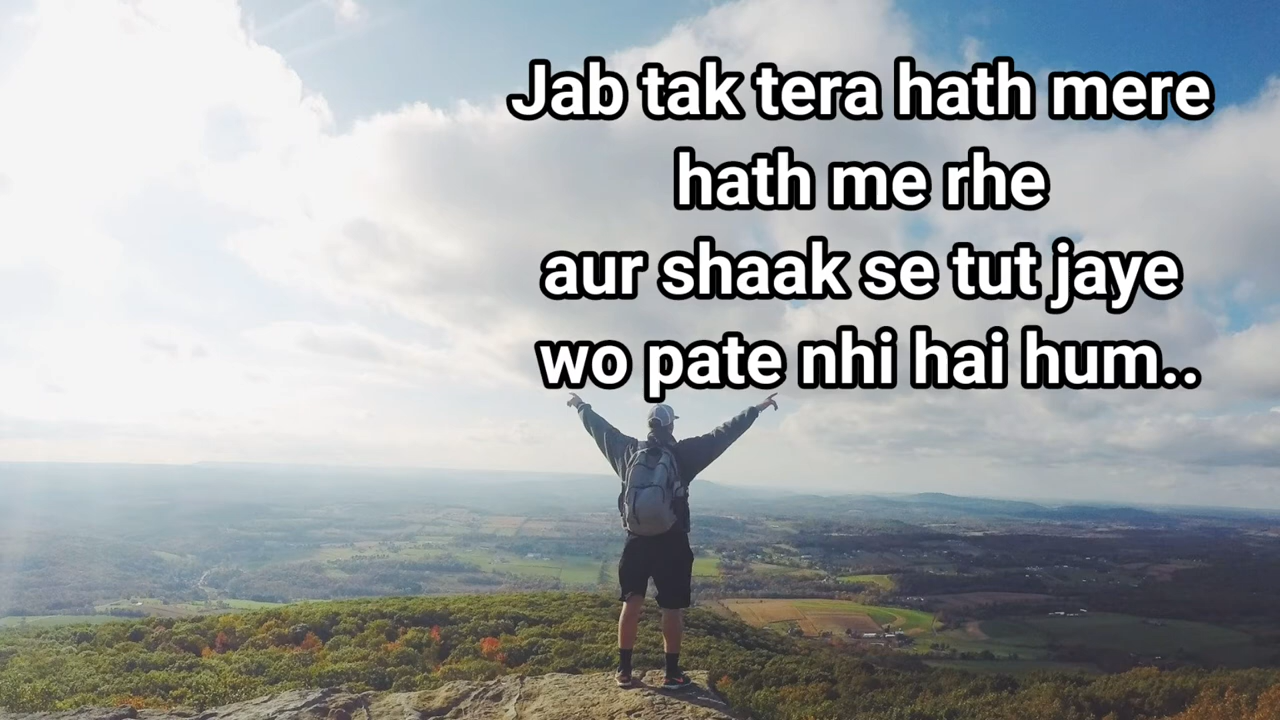 Jab tak tera hath mere
hath me rhe
aur shaak se tut jaye
wo pate nhi hai hum..